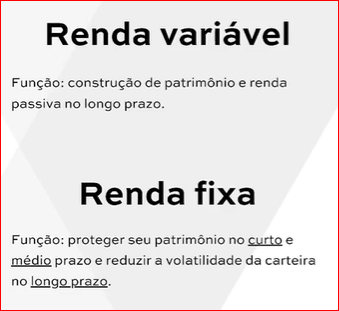 Renda variável
Função: construção de patrimônio e renda
passiva no longo prazo.
Renda fixa
Função: proteger seu patrimônio no curto e
médio prazo e reduzir a volatilidade da carteira
no longo prazo.